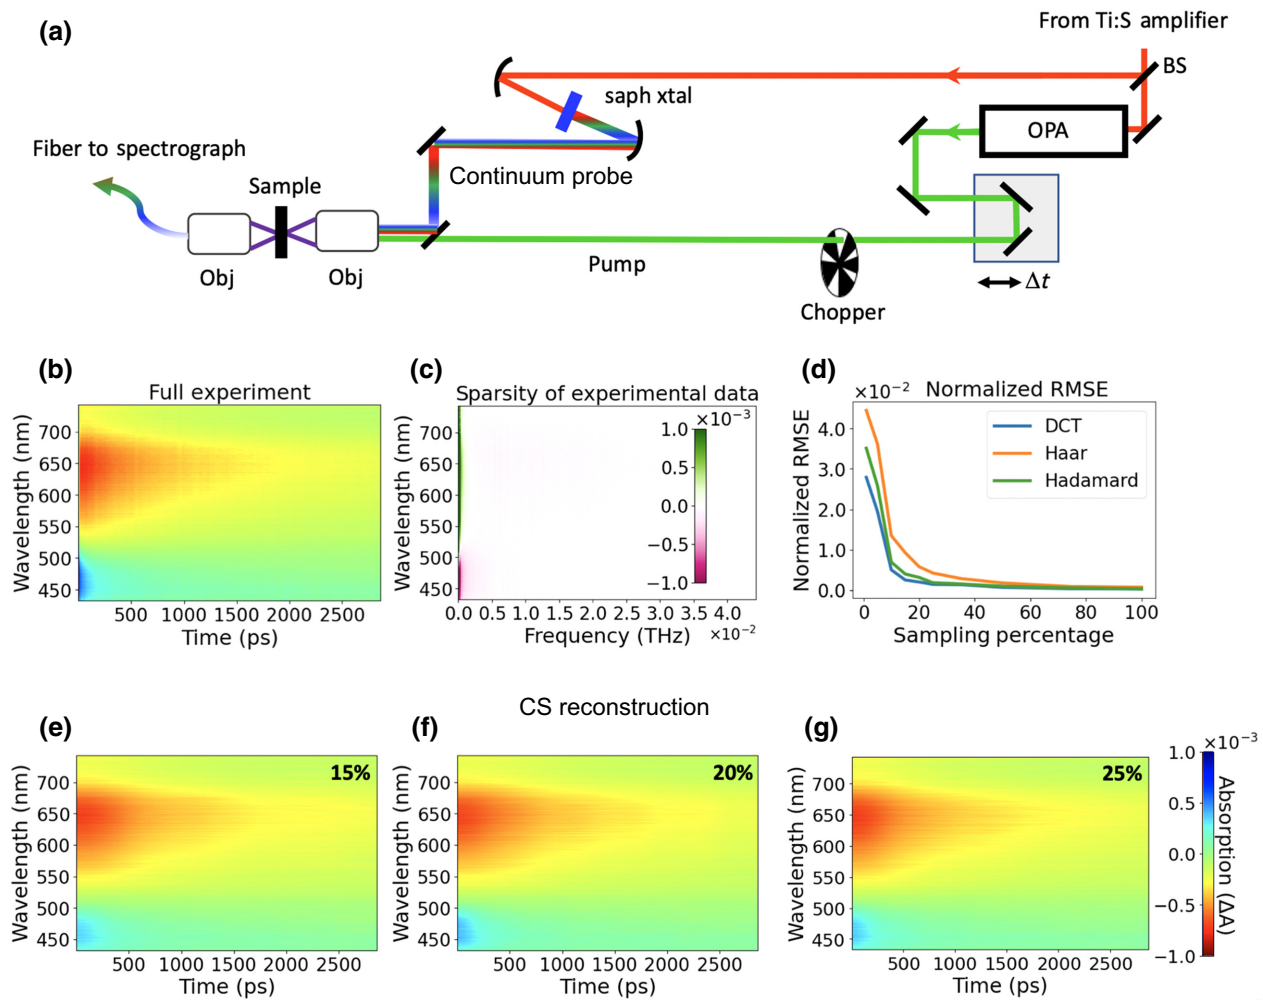 (a)
From Ti:S amplifier
BS
saph xtal
OPA
Fiber to spectrograph
Sample
Continuum probe
Obj
Obj
Pump
Δt
Chopper
(b)
Full experiment
Wavelength (nm)
700
650
600
550
500
450
500 1000 1500 2000 2500
Time (ps)
(c)
Sparsity of experimental data
×10⁻³
Wavelength (nm)
700
650
600
550
500
450
1.0
0.5
0.0
−0.5
−1.0
0.0 0.5 1.0 1.5 2.0 2.5 3.0 3.5 4.0
Frequency (THz)
×10⁻²
(d)
×10⁻²
Normalized RMSE
Normalized RMSE
4.0
3.0
2.0
1.0
0.0
DCT
Haar
Hadamard
0 20 40 60 80 100
Sampling percentage
CS reconstruction
(e)
15%
Wavelength (nm)
700
650
600
550
500
450
500 1000 1500 2000 2500
Time (ps)
(f)
20%
Wavelength (nm)
700
650
600
550
500
450
500 1000 1500 2000 2500
Time (ps)
(g)
25%
Wavelength (nm)
700
650
600
550
500
450
500 1000 1500 2000 2500
Time (ps)
×10⁻³
1.0
0.5
0.0
−0.5
−1.0
Absorption (ΔA)